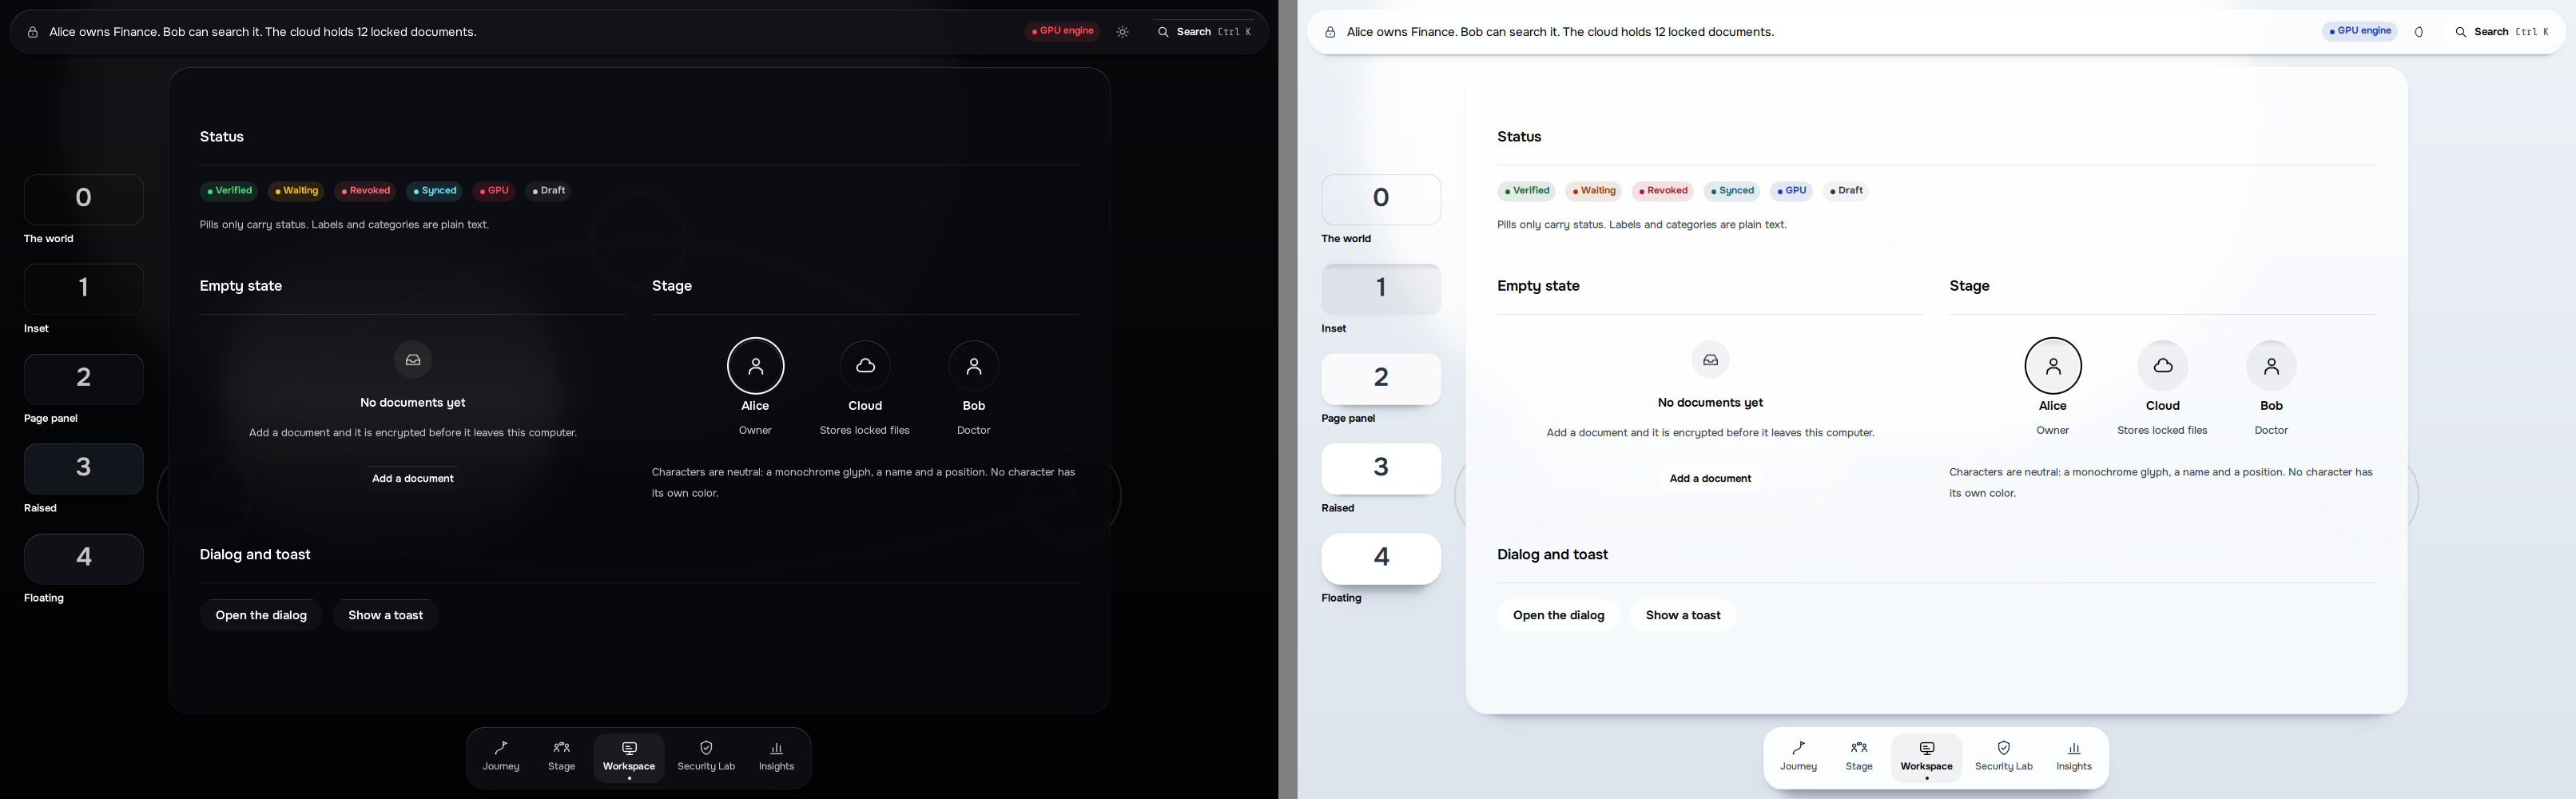 Alice owns Finance. Bob can search it. The cloud holds 12 locked documents.
GPU engine
Search Ctrl K
0
The world
1
Inset
2
Page panel
3
Raised
4
Floating
Status
Verified Waiting Revoked Synced GPU Draft
Pills only carry status. Labels and categories are plain text.
Empty state
No documents yet
Add a document and it is encrypted before it leaves this computer.
Add a document
Stage
Alice Cloud Bob
Owner Stores locked files Doctor
Characters are neutral: a monochrome glyph, a name and a position. No character has
its own color.
Dialog and toast
Open the dialog Show a toast
Journey Stage Workspace Security Lab Insights
Alice owns Finance. Bob can search it. The cloud holds 12 locked documents.
GPU engine
Search Ctrl K
0
The world
1
Inset
2
Page panel
3
Raised
4
Floating
Status
Verified Waiting Revoked Synced GPU Draft
Pills only carry status. Labels and categories are plain text.
Empty state
No documents yet
Add a document and it is encrypted before it leaves this computer.
Add a document
Stage
Alice Cloud Bob
Owner Stores locked files Doctor
Characters are neutral: a monochrome glyph, a name and a position. No character has
its own color.
Dialog and toast
Open the dialog Show a toast
Journey Stage Workspace Security Lab Insights